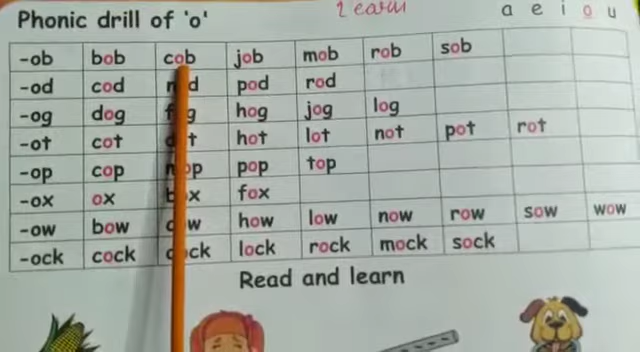 Phonic drill of 'o' learn a e i o u
-ob bob cob job mob rob sob
-od cod pod rod
-og dog hog jog log
-ot cot hot lot not pot rot
-op cop pop top
-ox ox box fox
-ow bow how low now row sow wow
-ock cock lock rock mock sock
Read and learn